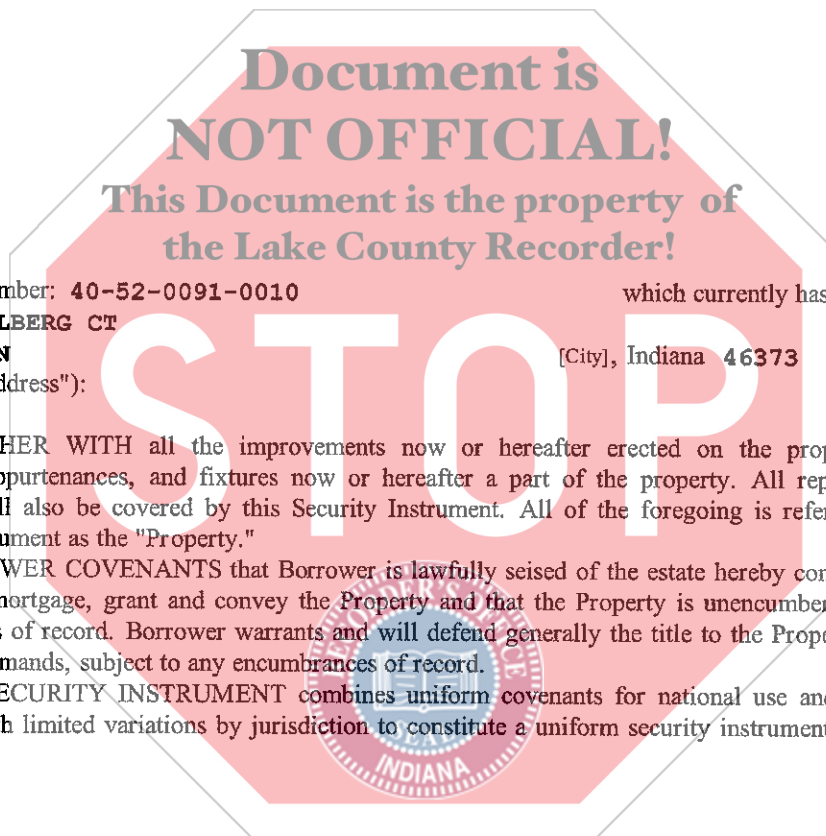 Document is
NOT OFFICIAL!
This Document is the property of
the Lake County Recorder!
mber: 40-52-0091-0010 which currently has
LBERG CT
N [City], Indiana 46373
ddress"):
STOP
HER WITH all the improvements now or hereafter erected on the prop
ppurtenances, and fixtures now or hereafter a part of the property. All rep
ll also be covered by this Security Instrument. All of the foregoing is refer
ument as the "Property."
WER COVENANTS that Borrower is lawfully seised of the estate hereby con
nortgage, grant and convey the Property and that the Property is unencumber
s of record. Borrower warrants and will defend generally the title to the Prope
mands, subject to any encumbrances of record.
ECURITY INSTRUMENT combines uniform covenants for national use and
h limited variations by jurisdiction to constitute a uniform security instrument
RECORDER'S OFFICE
SEAL
INDIANA